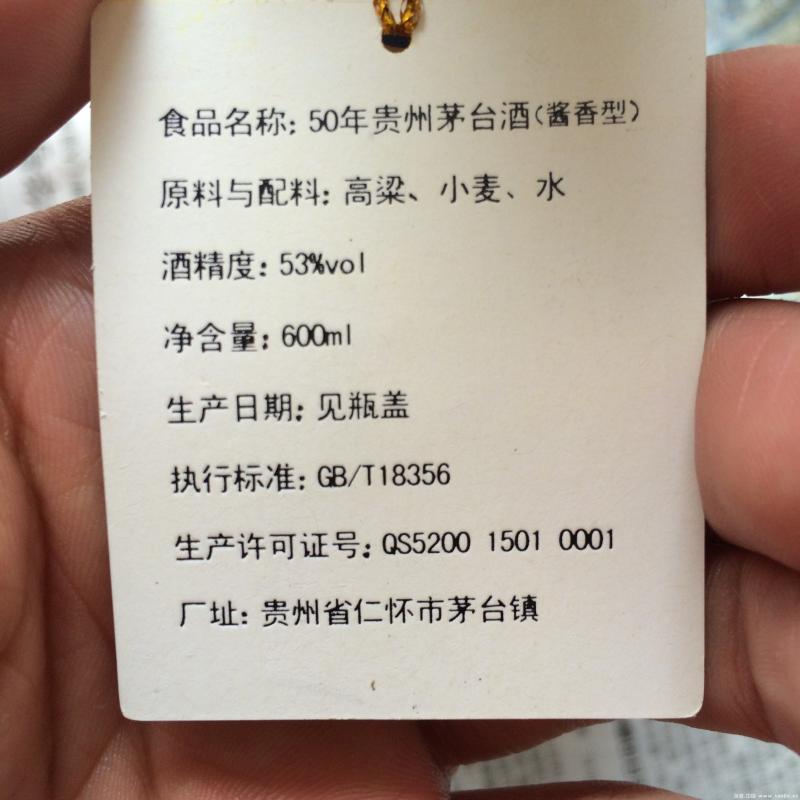 食品名称：50年贵州茅台酒（酱香型）
原料与配料：高粱、小麦、水
酒精度：53%vol
净含量：600ml
生产日期：见瓶盖
执行标准：GB/T18356
生产许可证号：QS5200 1501 0001
厂址：贵州省仁怀市茅台镇